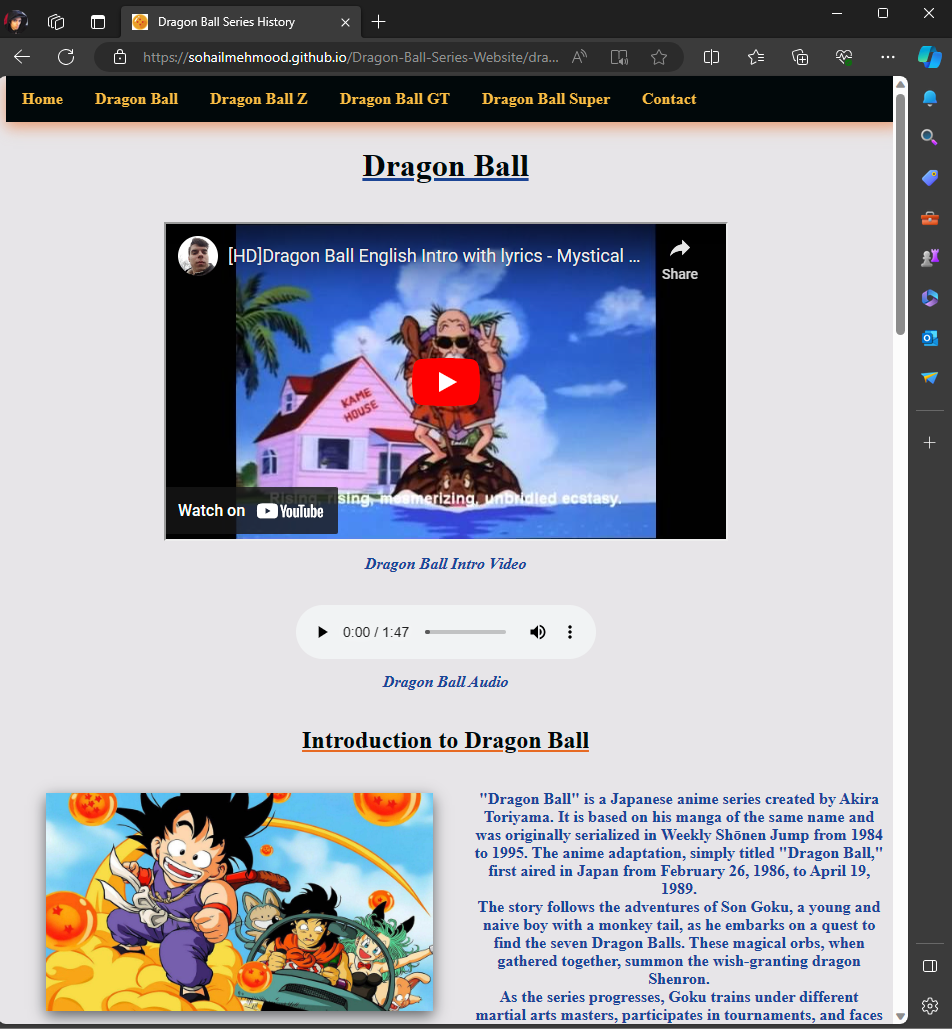 Dragon Ball Series History
https://sohailmehmood.github.io/Dragon-Ball-Series-Website/dra...
Home Dragon Ball Dragon Ball Z Dragon Ball GT Dragon Ball Super Contact
Dragon Ball
[HD]Dragon Ball English Intro with lyrics - Mystical ...
Share
KAME
HOUSE
Rising, rising, mesmerizing, unbridled ecstasy.
Watch on YouTube
Dragon Ball Intro Video
0:00 / 1:47
Dragon Ball Audio
Introduction to Dragon Ball
"Dragon Ball" is a Japanese anime series created by Akira
Toriyama. It is based on his manga of the same name and
was originally serialized in Weekly Shōnen Jump from 1984
to 1995. The anime adaptation, simply titled "Dragon Ball,"
first aired in Japan from February 26, 1986, to April 19,
1989.
The story follows the adventures of Son Goku, a young and
naive boy with a monkey tail, as he embarks on a quest to
find the seven Dragon Balls. These magical orbs, when
gathered together, summon the wish-granting dragon
Shenron.
As the series progresses, Goku trains under different
martial arts masters, participates in tournaments, and faces